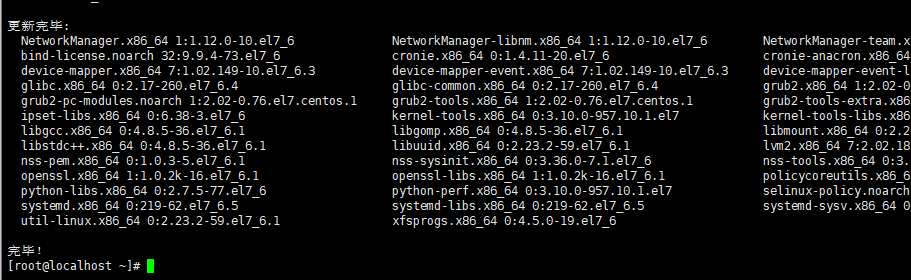 更新完毕:
NetworkManager.x86_64 1:1.12.0-10.el7_6 NetworkManager-libnm.x86_64 1:1.12.0-10.el7_6 NetworkManager-team.x
bind-license.noarch 32:9.9.4-73.el7_6 cronie.x86_64 0:1.4.11-20.el7_6 cronie-anacron.x86_64
device-mapper.x86_64 7:1.02.149-10.el7_6.3 device-mapper-event.x86_64 7:1.02.149-10.el7_6.3 device-mapper-event-l
glibc.x86_64 0:2.17-260.el7_6.4 glibc-common.x86_64 0:2.17-260.el7_6.4 grub2.x86_64 1:2.02-0
grub2-pc-modules.noarch 1:2.02-0.76.el7.centos.1 grub2-tools.x86_64 1:2.02-0.76.el7.centos.1 grub2-tools-extra.x86
ipset-libs.x86_64 0:6.38-3.el7_6 kernel-tools.x86_64 0:3.10.0-957.10.1.el7 kernel-tools-libs.x86
libgcc.x86_64 0:4.8.5-36.el7_6.1 libgomp.x86_64 0:4.8.5-36.el7_6.1 libmount.x86_64 0:2.2
libstdc++.x86_64 0:4.8.5-36.el7_6.1 libuuid.x86_64 0:2.23.2-59.el7_6.1 lvm2.x86_64 7:2.02.18
nss-pem.x86_64 0:1.0.3-5.el7_6.1 nss-sysinit.x86_64 0:3.36.0-7.1.el7_6 nss-tools.x86_64 0:3.
openssl.x86_64 1:1.0.2k-16.el7_6.1 openssl-libs.x86_64 1:1.0.2k-16.el7_6.1 policycoreutils.x86_6
python-libs.x86_64 0:2.7.5-77.el7_6 python-perf.x86_64 0:3.10.0-957.10.1.el7 selinux-policy.noarch
systemd.x86_64 0:219-62.el7_6.5 systemd-libs.x86_64 0:219-62.el7_6.5 systemd-sysv.x86_64 0
util-linux.x86_64 0:2.23.2-59.el7_6.1 xfsprogs.x86_64 0:4.5.0-19.el7_6
完毕!
[root@localhost ~]#